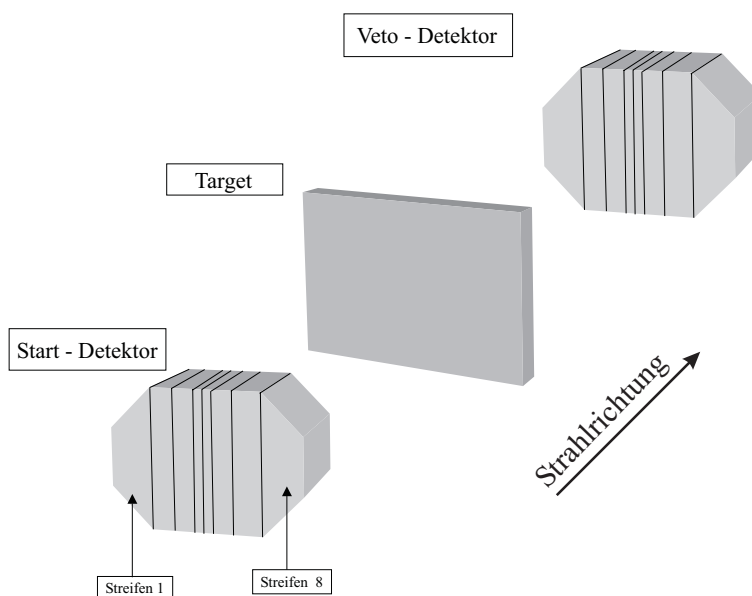 Veto - Detektor
Target
Start - Detektor
Strahlrichtung
Streifen 1
Streifen 8